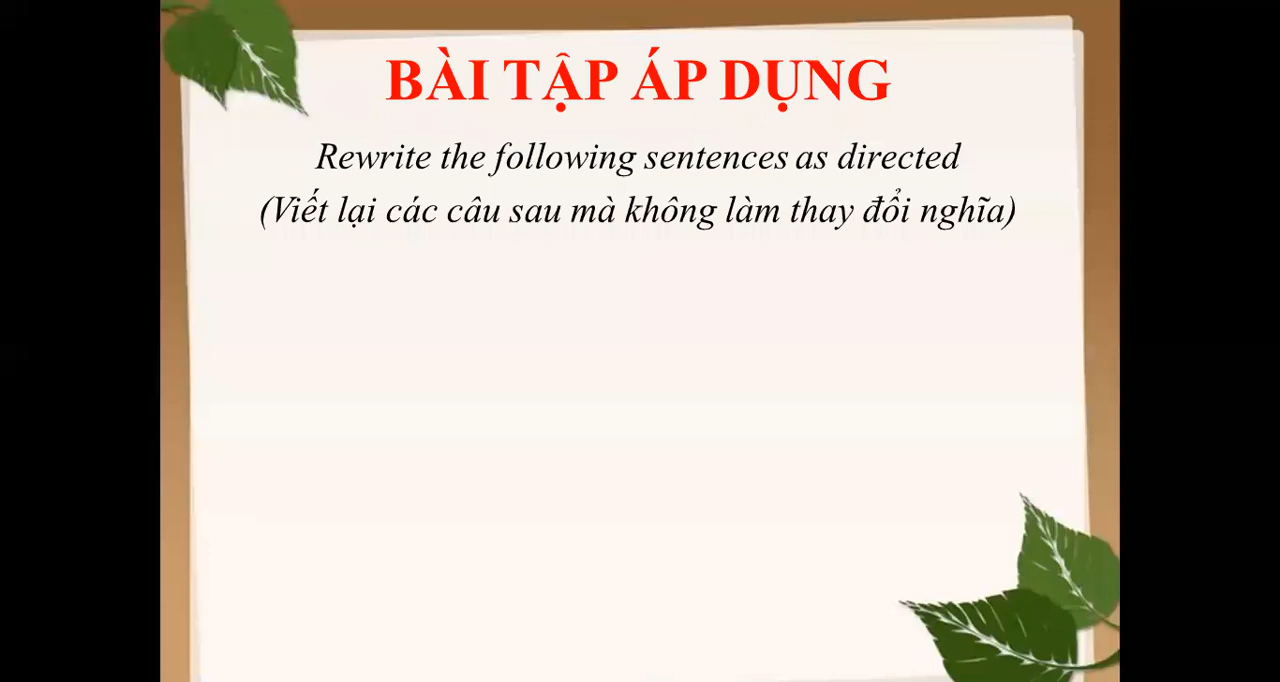 BÀI TẬP ÁP DỤNG
Rewrite the following sentences as directed
(Viết lại các câu sau mà không làm thay đổi nghĩa)